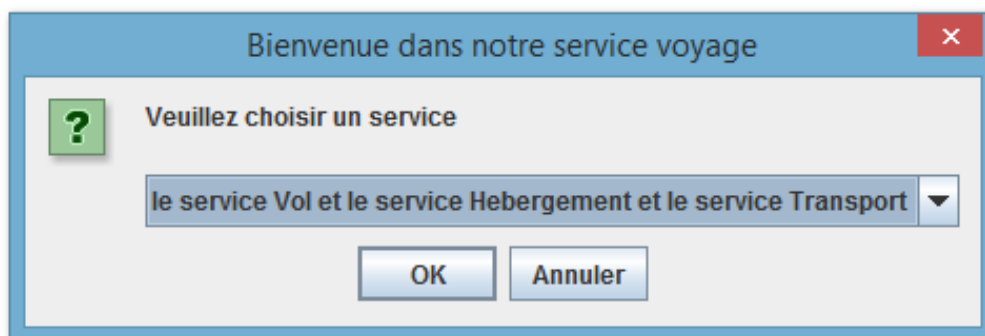 Bienvenue dans notre service voyage
Veuillez choisir un service
le service Vol et le service Hebergement et le service Transport
OK
Annuler